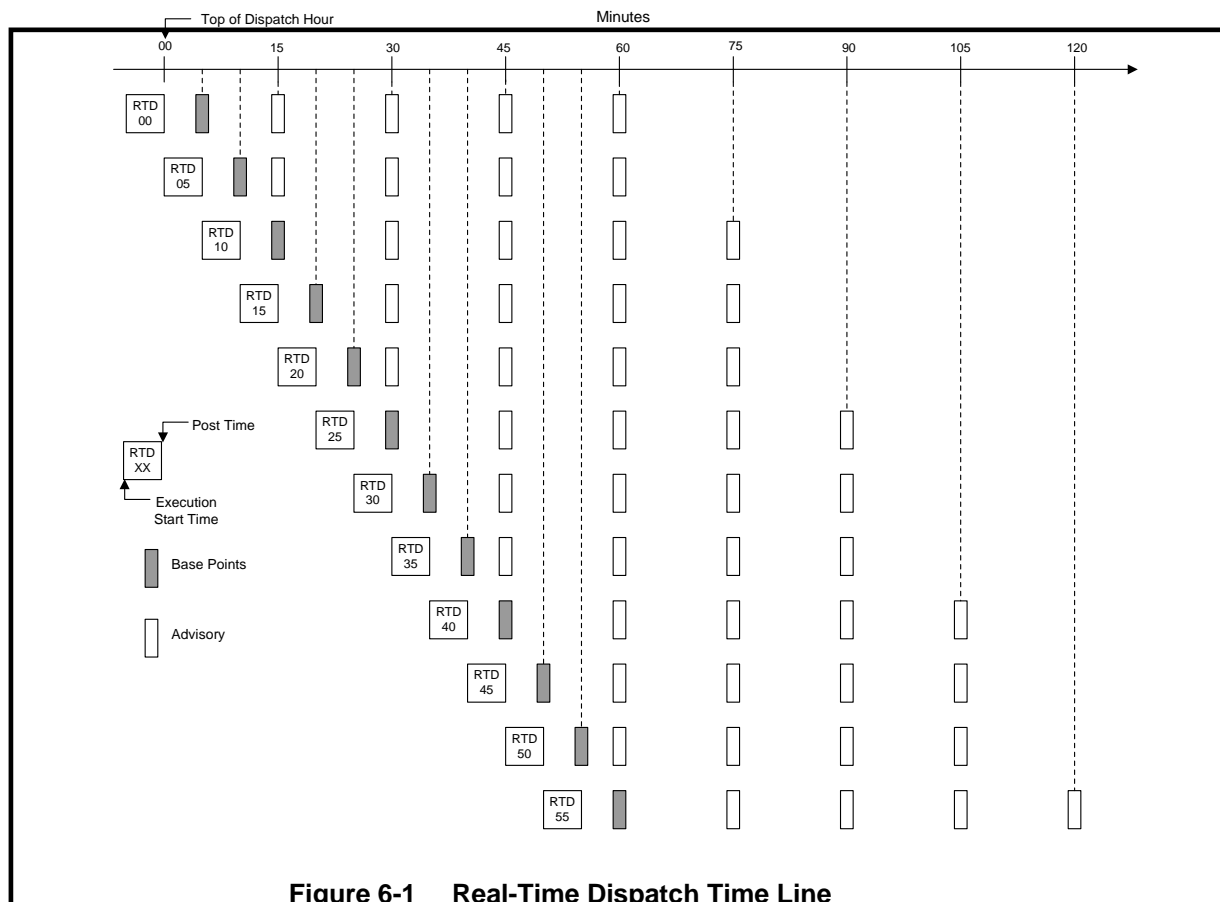 Top of Dispatch Hour
Minutes
00 15 30 45 60 75 90 105 120
RTD
00
RTD
05
RTD
10
RTD
15
RTD
20
RTD
25
Post Time
RTD
XX
Execution
Start Time
RTD
30
Base Points
RTD
35
Advisory
RTD
40
RTD
45
RTD
50
RTD
55
Figure 6-1 Real-Time Dispatch Time Line